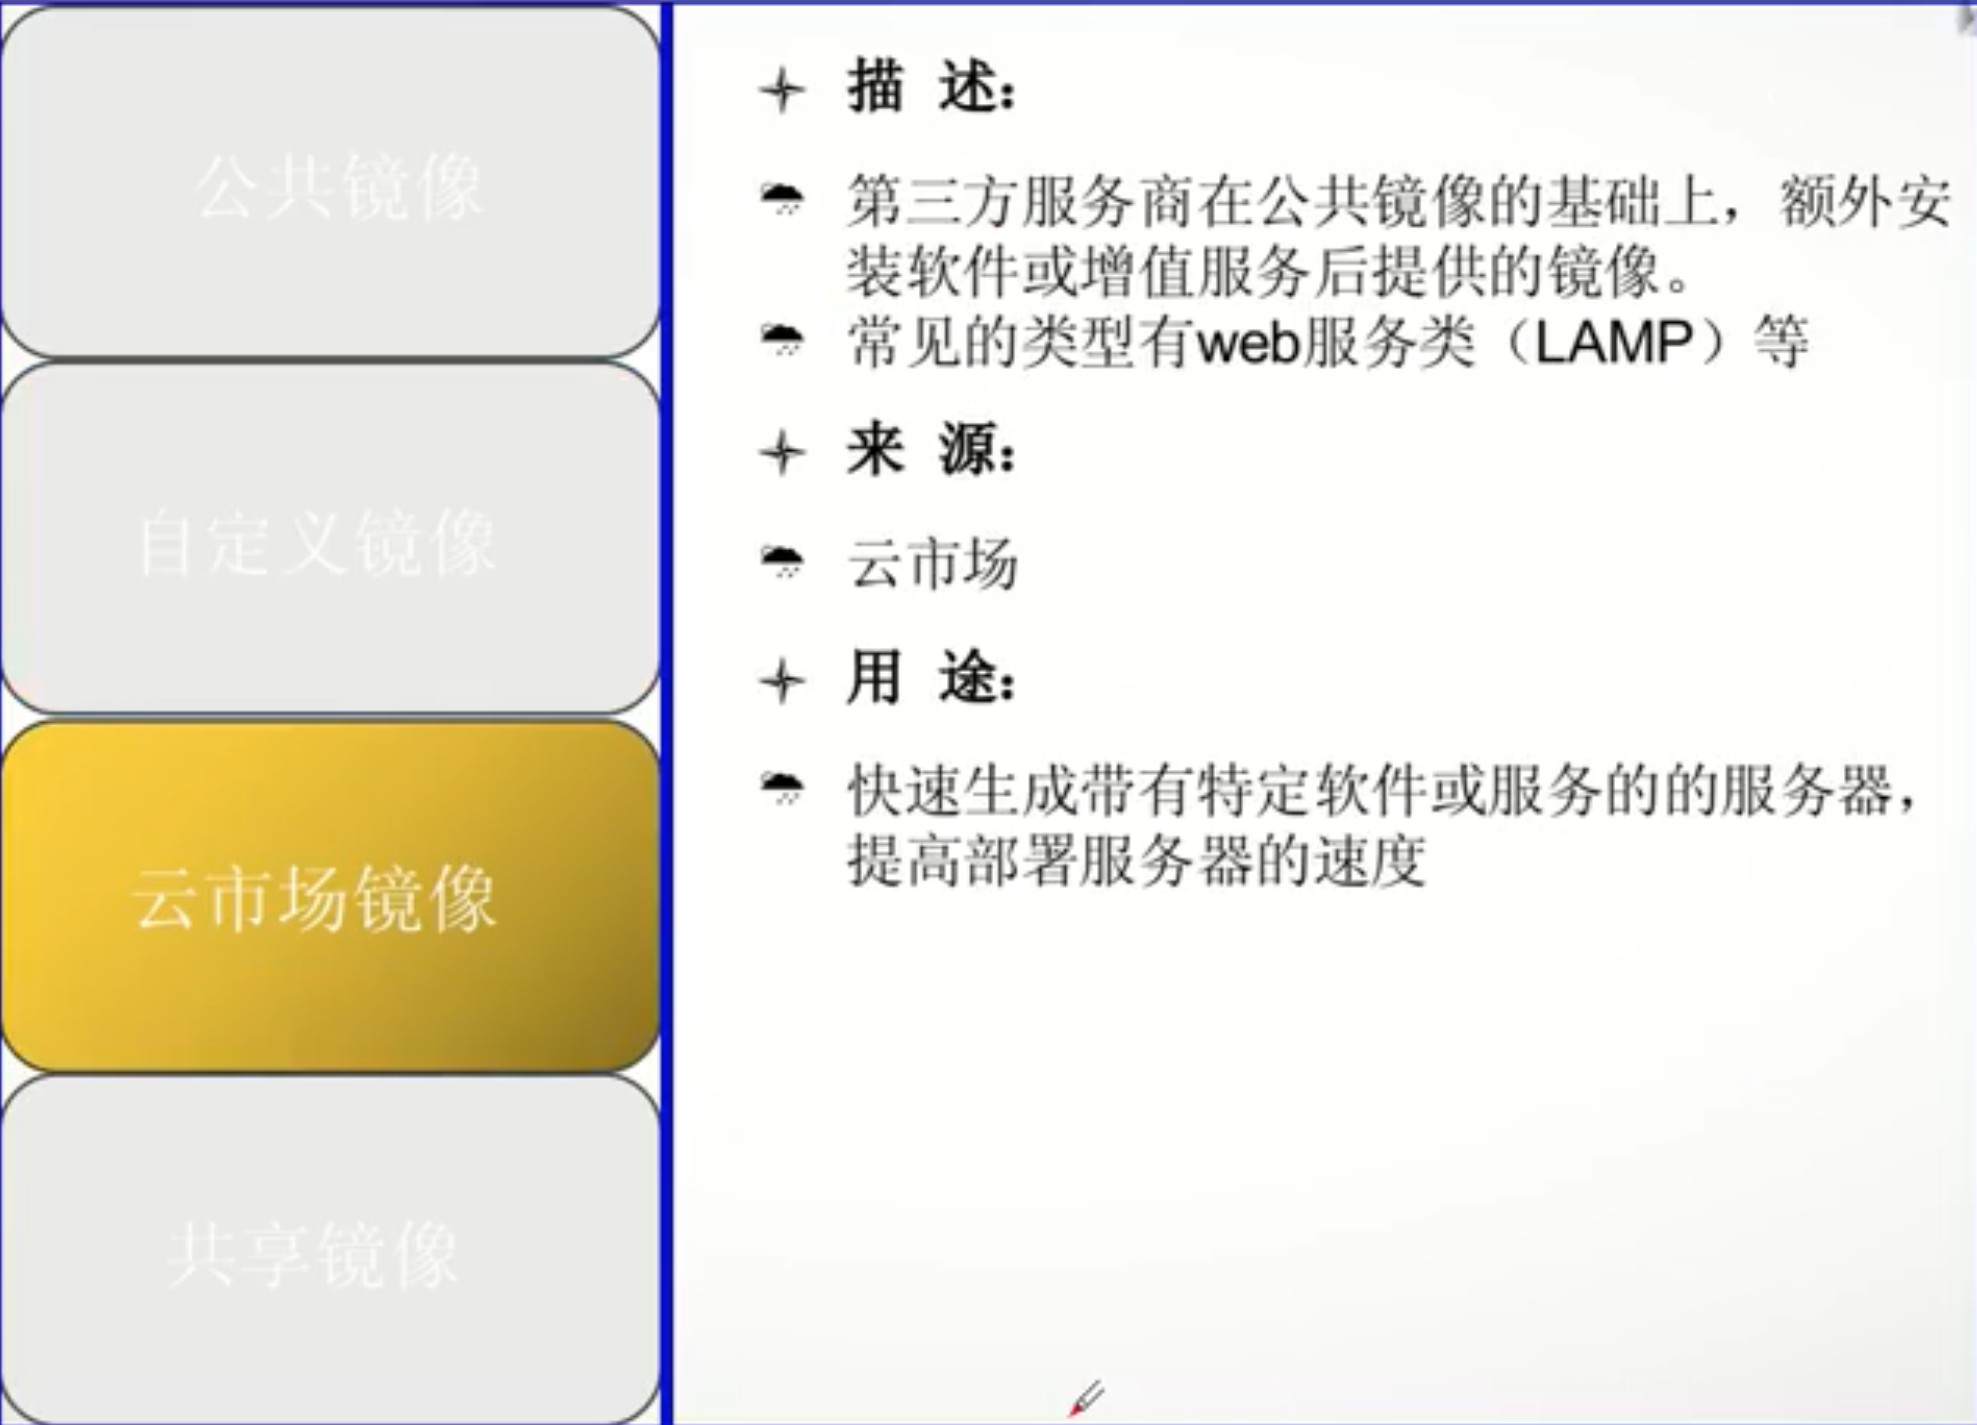 公共镜像
自定义镜像
云市场镜像
共享镜像
描 述：
第三方服务商在公共镜像的基础上，额外安
装软件或增值服务后提供的镜像。
常见的类型有web服务类（LAMP）等
来 源：
云市场
用 途：
快速生成带有特定软件或服务的的服务器，
提高部署服务器的速度